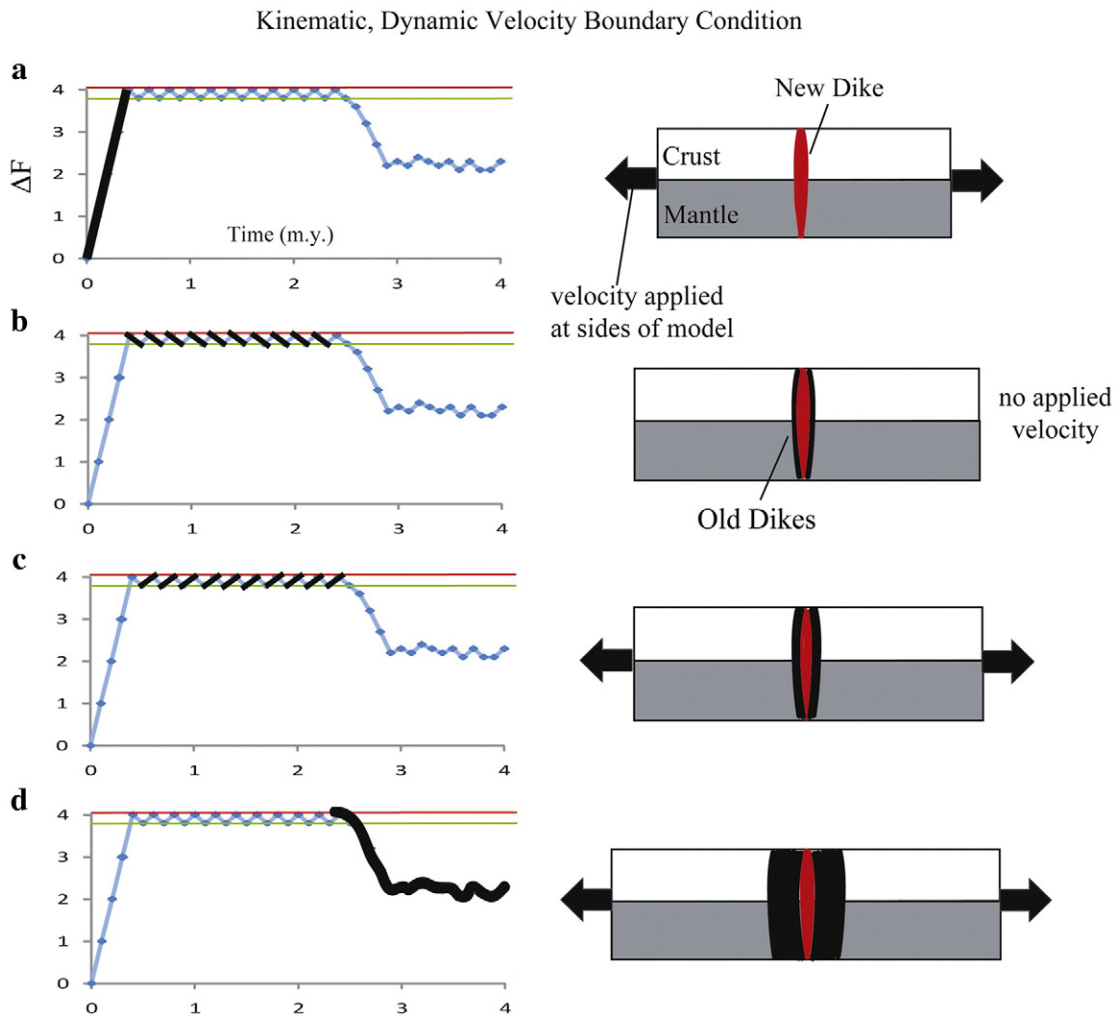 Kinematic, Dynamic Velocity Boundary Condition
a
4
3
2
1
0
ΔF
Time (m.y.)
0 1 2 3 4
New Dike
Crust
Mantle
velocity applied
at sides of model
b
4
3
2
1
0
0 1 2 3 4
no applied
velocity
Old Dikes
c
4
3
2
1
0
0 1 2 3 4
d
4
3
2
1
0
0 1 2 3 4